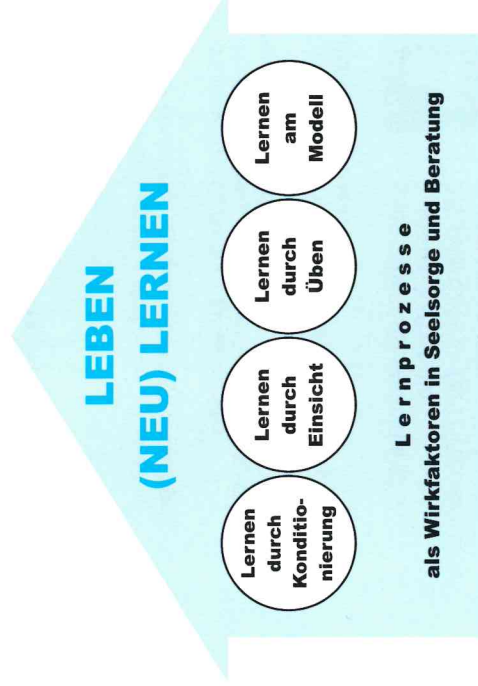 LEBEN
(NEU) LERNEN
Lernen
durch
Konditio-
nierung
Lernen
durch
Einsicht
Lernen
durch
Üben
Lernen
am
Modell
Lernprozesse
als Wirkfaktoren in Seelsorge und Beratung